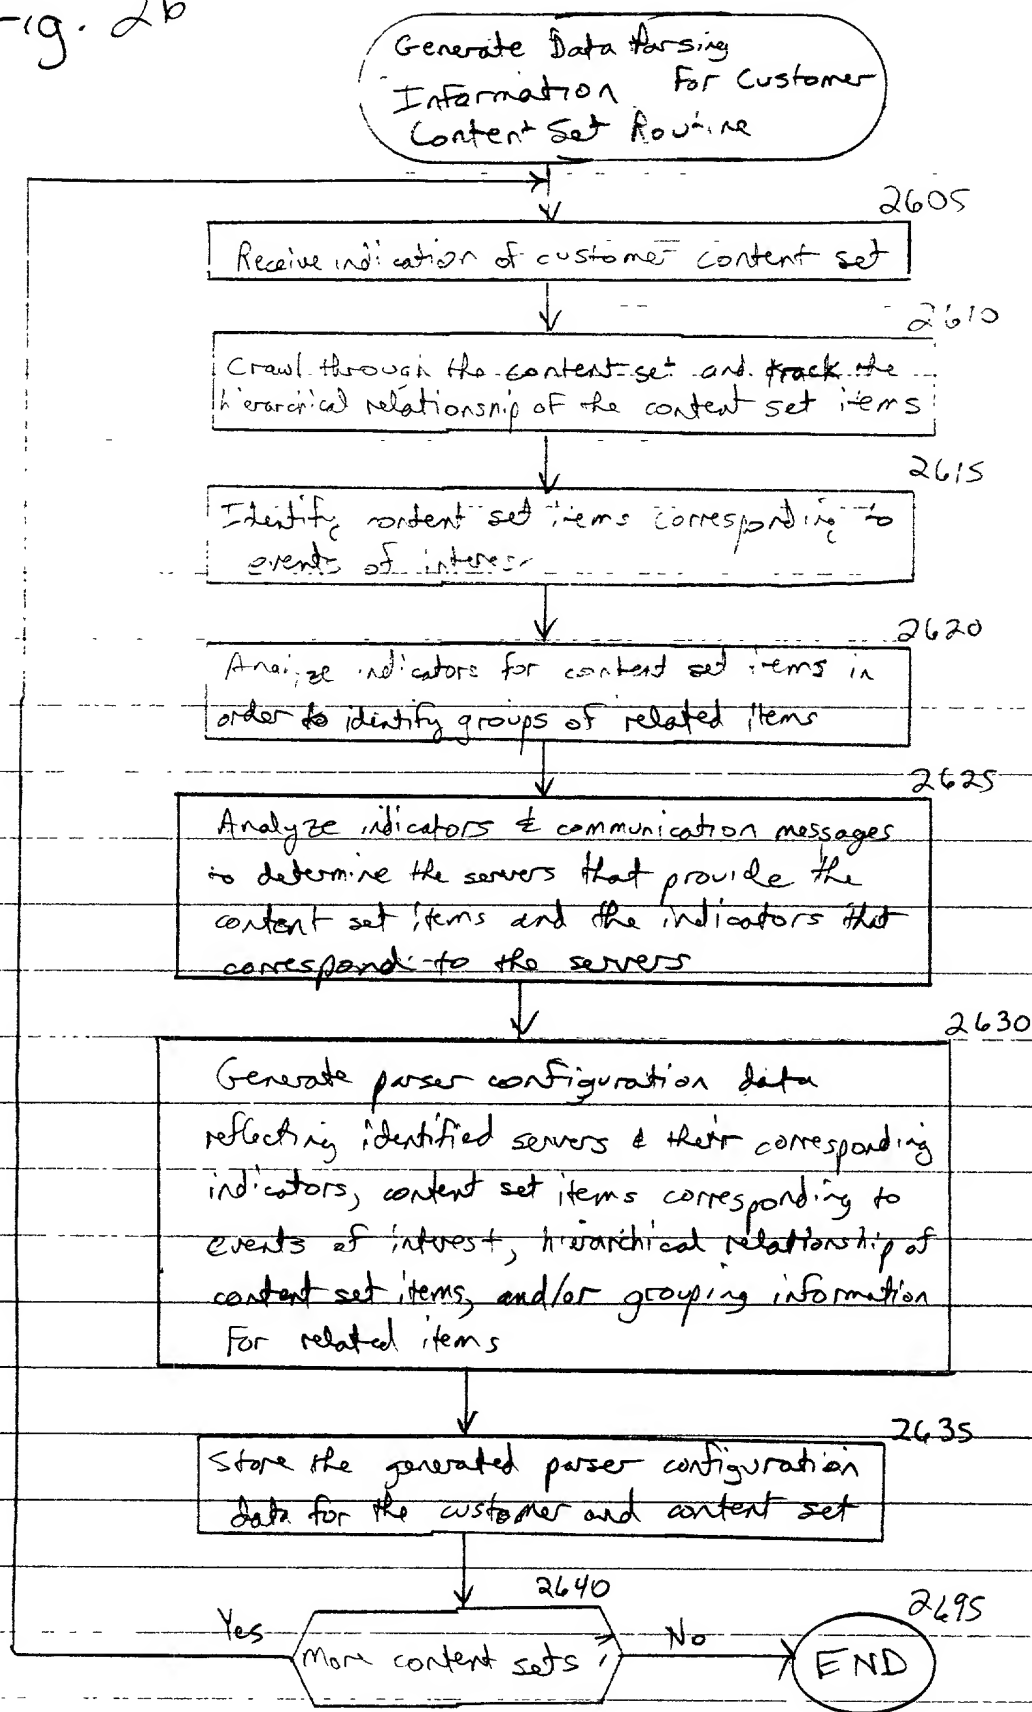 Fig. 26
Generate Data Parsing
Information For Customer
Content Set Routine
2605
Receive indication of customer content set
2610
Crawl through the content set and track the
hierarchical relationship of the content set items
2615
Identify content set items corresponding to
events of interest
2620
Analyze indicators for content set items in
order to identify groups of related items
2625
Analyze indicators & communication messages
to determine the servers that provide the
content set items and the indicators that
correspond to the servers
2630
Generate parser configuration data
reflecting identified servers & their corresponding
indicators, content set items corresponding to
events of interest, hierarchical relationship of
content set items, and/or grouping information
For related items
2635
Store the generated parser configuration
data for the customer and content set
2640
More content sets ?
Yes
No
2695
END